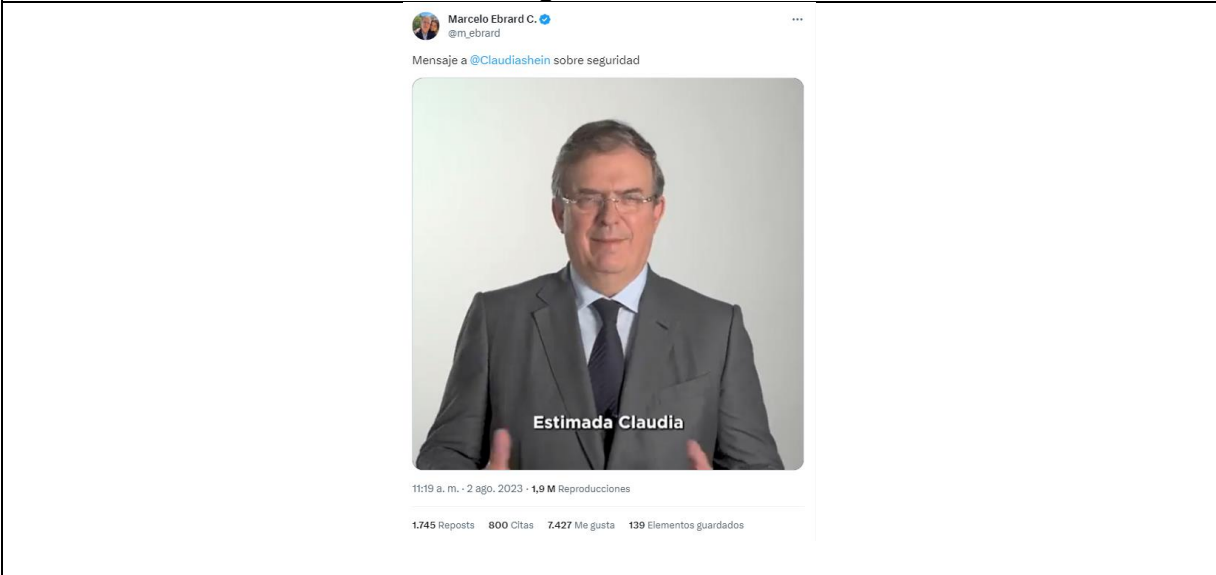 Marcelo Ebrard C.
@m_ebrard
Mensaje a @Claudiashein sobre seguridad
Estimada Claudia
11:19 a. m. · 2 ago. 2023 · 1,9 M Reproducciones
1.745 Reposts 800 Citas 7.427 Me gusta 139 Elementos guardados